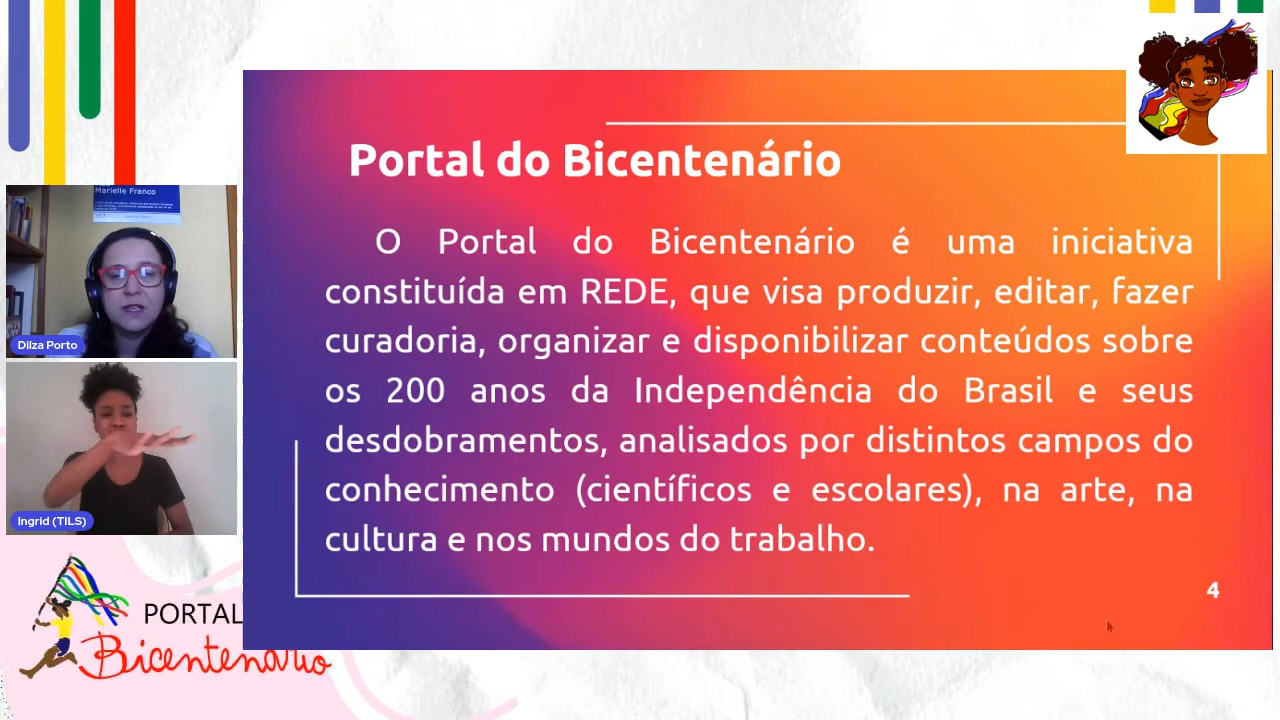 Portal do Bicentenário
O Portal do Bicentenário é uma iniciativa
constituída em REDE, que visa produzir, editar, fazer
curadoria, organizar e disponibilizar conteúdos sobre
os 200 anos da Independência do Brasil e seus
desdobramentos, analisados por distintos campos do
conhecimento (científicos e escolares), na arte, na
cultura e nos mundos do trabalho.
4
Marielle Franco
Dilza Porto
Ingrid (TILS)
PORTAL
Bicentenário